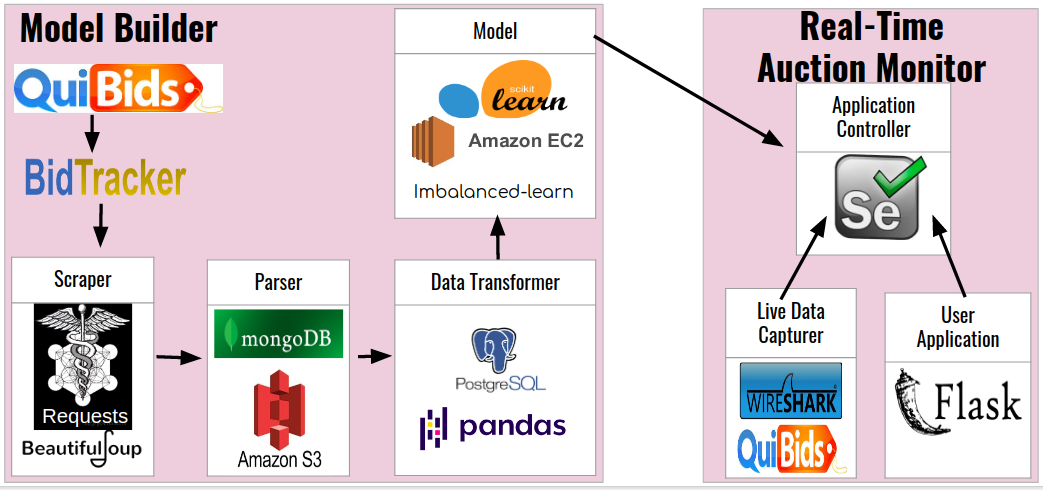 Model Builder
QuiBids
BidTracker
Scraper
Requests
BeautifulSoup
Parser
mongoDB
Amazon S3
Data Transformer
PostgreSQL
pandas
Model
scikit
learn
Amazon EC2
Imbalanced-learn
Real-Time
Auction Monitor
Application
Controller
Se
Live Data
Capturer
WIRESHARK
QuiBids
User
Application
Flask